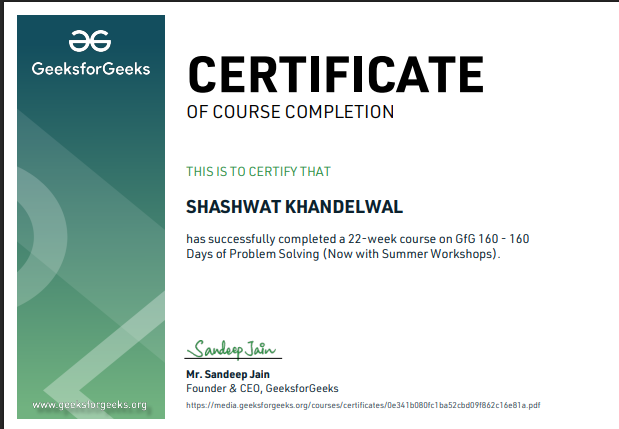 GeeksforGeeks
CERTIFICATE
OF COURSE COMPLETION
THIS IS TO CERTIFY THAT
SHASHWAT KHANDELWAL
has successfully completed a 22-week course on GfG 160 - 160
Days of Problem Solving (Now with Summer Workshops).
Sandeep Jain
Mr. Sandeep Jain
Founder & CEO, GeeksforGeeks
https://media.geeksforgeeks.org/courses/certificates/0e341b080fc1ba52cbd09f862c16e81a.pdf
www.geeksforgeeks.org